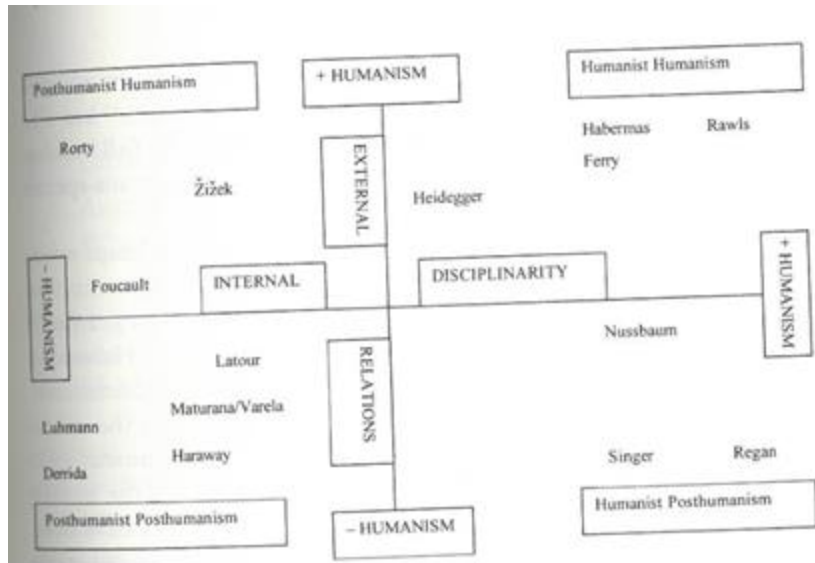 Posthumanist Humanism
+ HUMANISM
Humanist Humanism
Rorty
Žižek
EXTERNAL
Heidegger
Habermas Rawls
Ferry
– HUMANISM
Foucault
INTERNAL
DISCIPLINARITY
+ HUMANISM
Latour
RELATIONS
Nussbaum
Maturana/Varela
Luhmann
Haraway
Derrida
Singer Regan
Posthumanist Posthumanism
– HUMANISM
Humanist Posthumanism